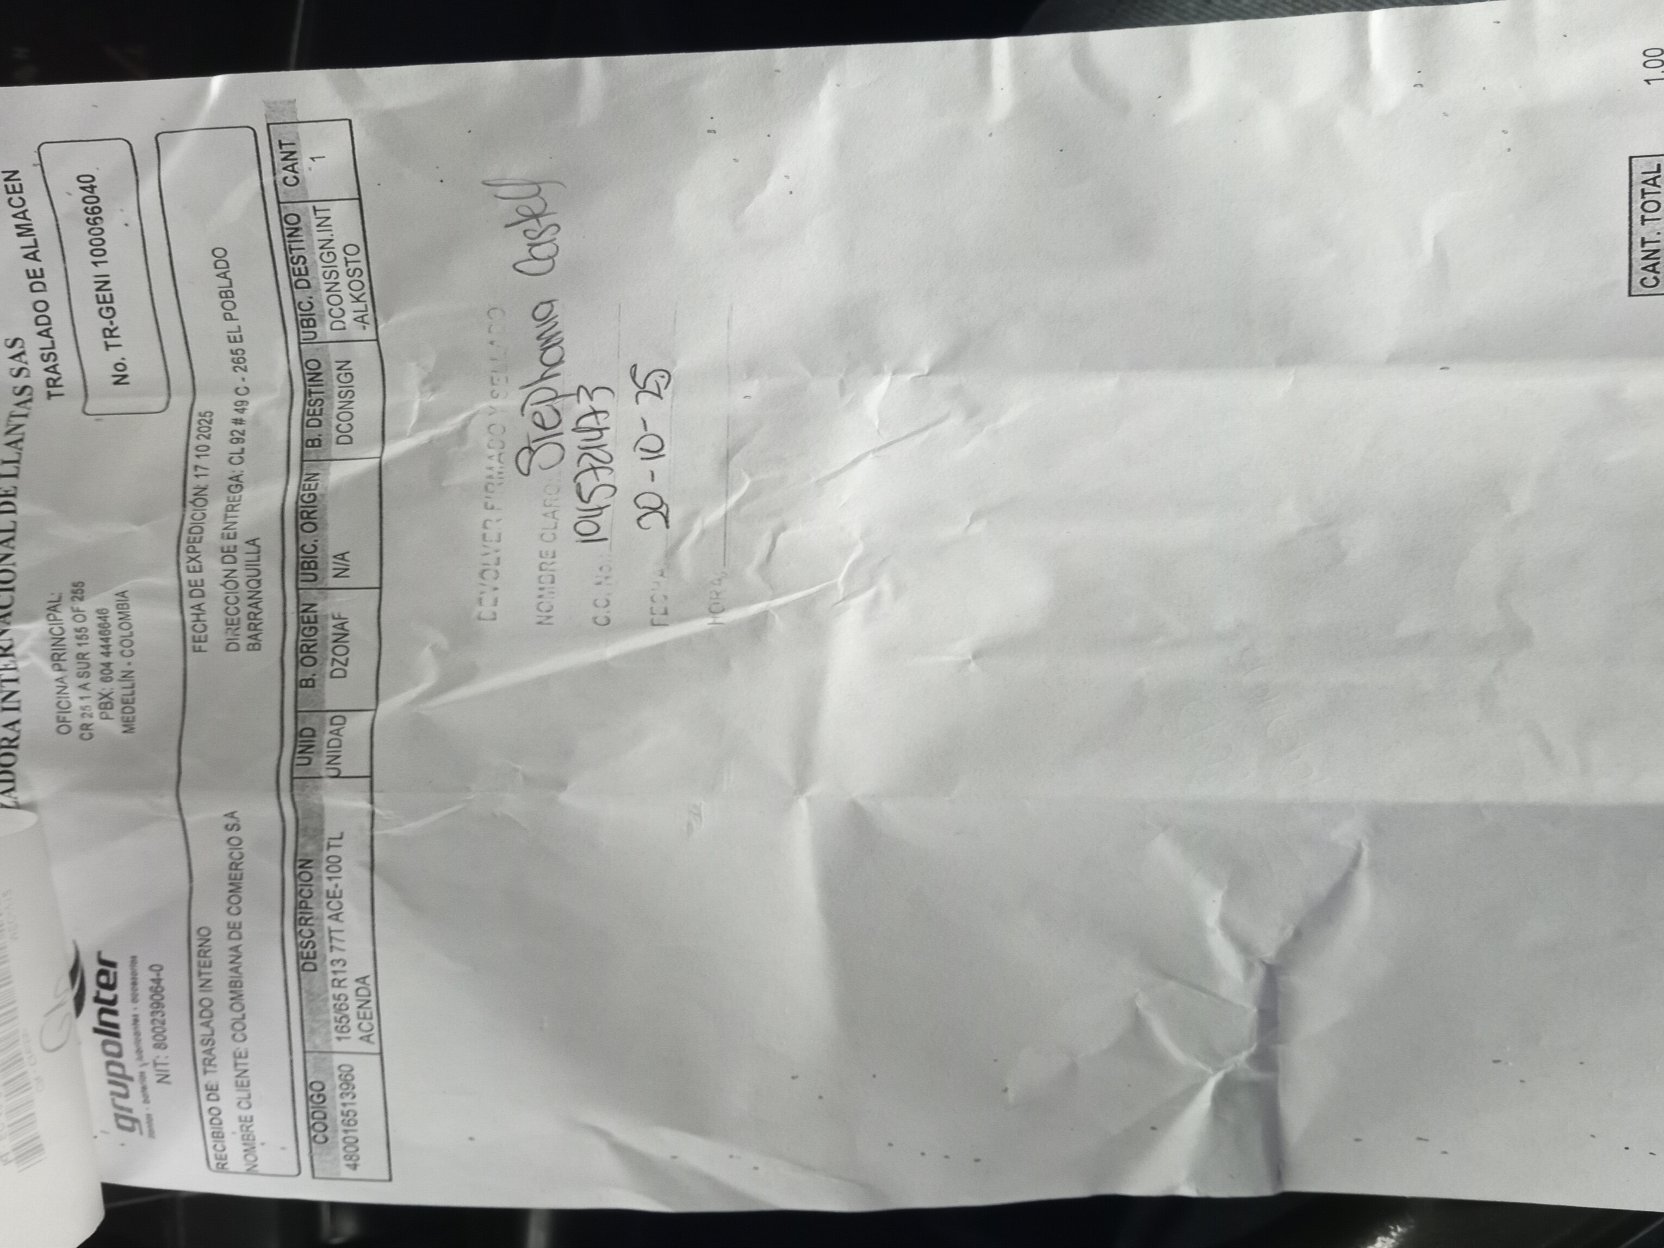 INTERNACIONAL DE LLANTAS SAS
TRASLADO DE ALMACEN
No. TR-GENI 100066040
OFICINA PRINCIPAL:
CR 25 1 A SUR 155 OF 255
PBX: 604 4446646
MEDELLÍN - COLOMBIA
grupoInter
NIT: 800239064-0
RECIBIDO DE: TRASLADO INTERNO
NOMBRE CLIENTE: COLOMBIANA DE COMERCIO SA
FECHA DE EXPEDICIÓN: 17 10 2025
DIRECCIÓN DE ENTREGA: CL 92 # 49 C - 265 EL POBLADO
BARRANQUILLA
CODIGO DESCRIPCION UNID B. ORIGEN UBIC. ORIGEN B. DESTINO UBIC. DESTINO CANT
480016513960 165/65 R13 77T ACE-100 TL UNIDAD DZONAF N/A DCONSIGN DCONSIGN.INT 1
ACENDA -ALKOSTO
DEVOLVER FIRMADO Y SELLADO
NOMBRE CLARO: Stephania Castell
C.C. No.
FECHA 20-10-25
HORA
CANT. TOTAL 1.00